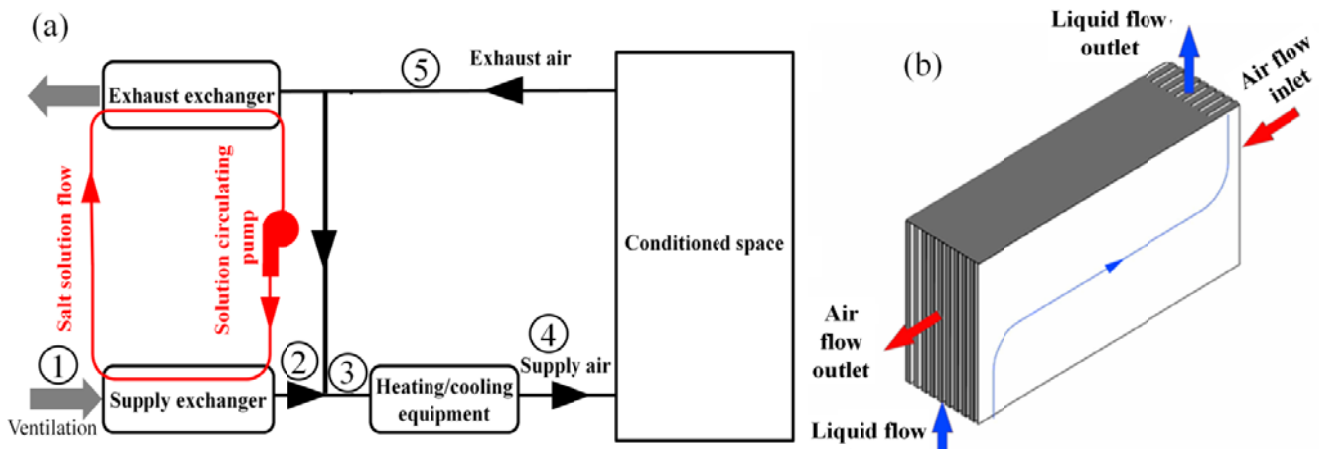 (a)
Exhaust exchanger
5
Exhaust air
Salt solution flow
Solution circulating
pump
Conditioned space
1
Ventilation
Supply exchanger
2
3
Heating/cooling
equipment
4
Supply air
(b)
Liquid flow
outlet
Air flow
inlet
Air
flow
outlet
Liquid flow